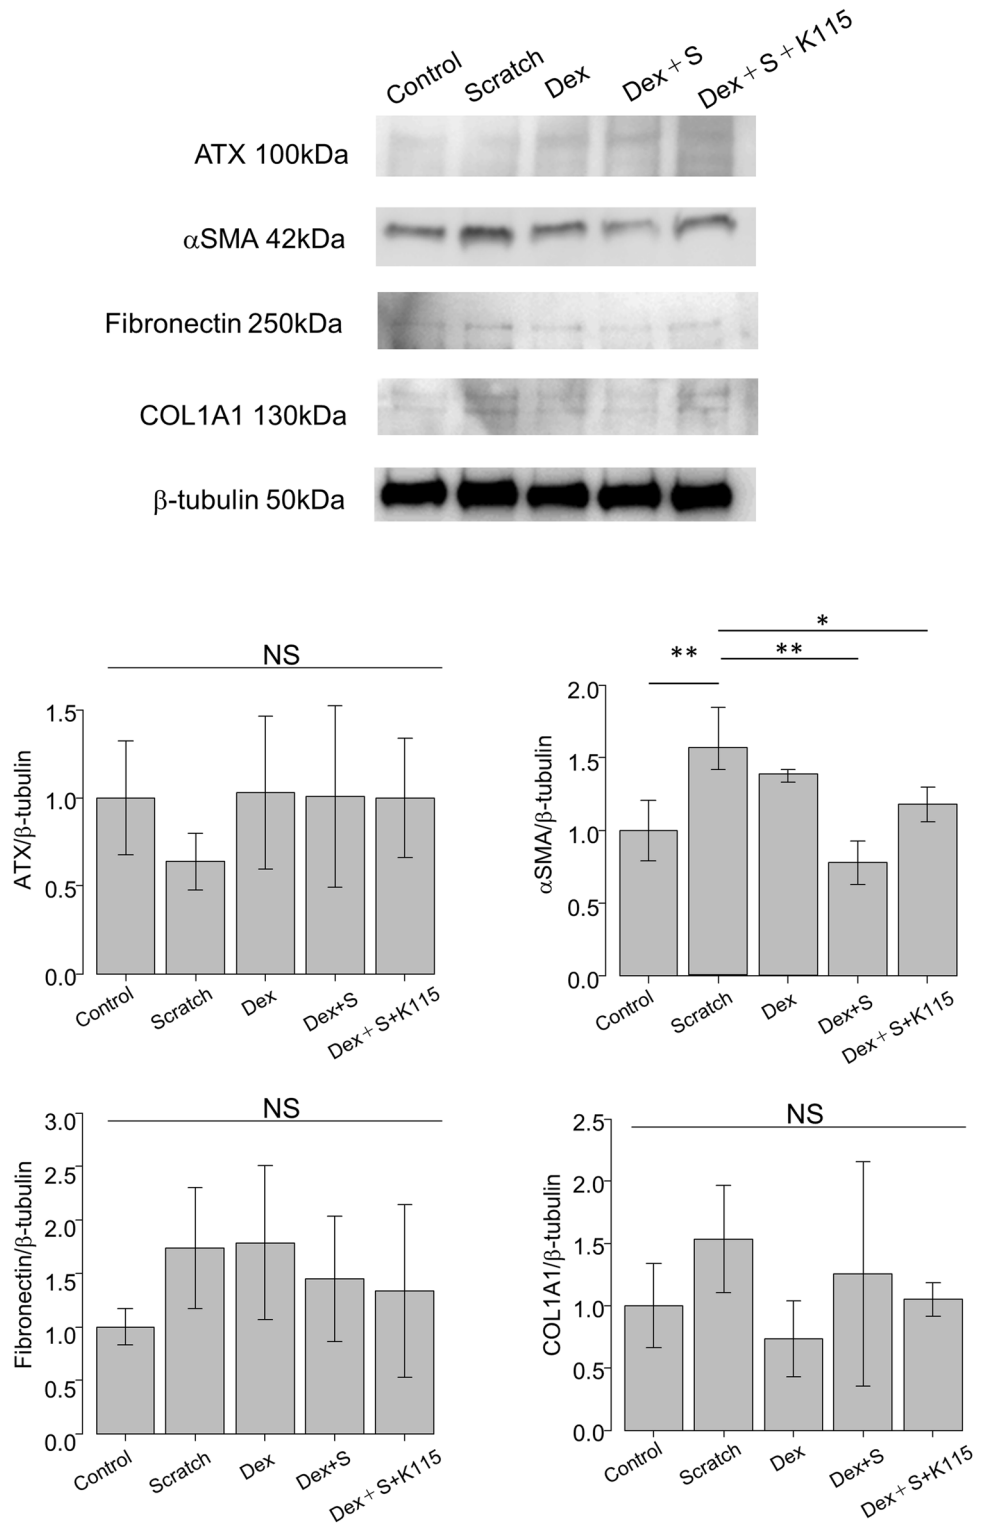 Control Scratch Dex Dex+S Dex+S+K115
ATX 100kDa
αSMA 42kDa
Fibronectin 250kDa
COL1A1 130kDa
β-tubulin 50kDa
NS
ATX/β-tubulin
1.5
1.0
0.5
0.0
Control Scratch Dex Dex+S Dex+S+K115
*
** **
αSMA/β-tubulin
2.0
1.5
1.0
0.5
0.0
Control Scratch Dex Dex+S Dex+S+K115
NS
Fibronectin/β-tubulin
3.0
2.5
2.0
1.5
1.0
0.5
0.0
Control Scratch Dex Dex+S Dex+S+K115
NS
COL1A1/β-tubulin
2.5
2.0
1.5
1.0
0.5
0.0
Control Scratch Dex Dex+S Dex+S+K115